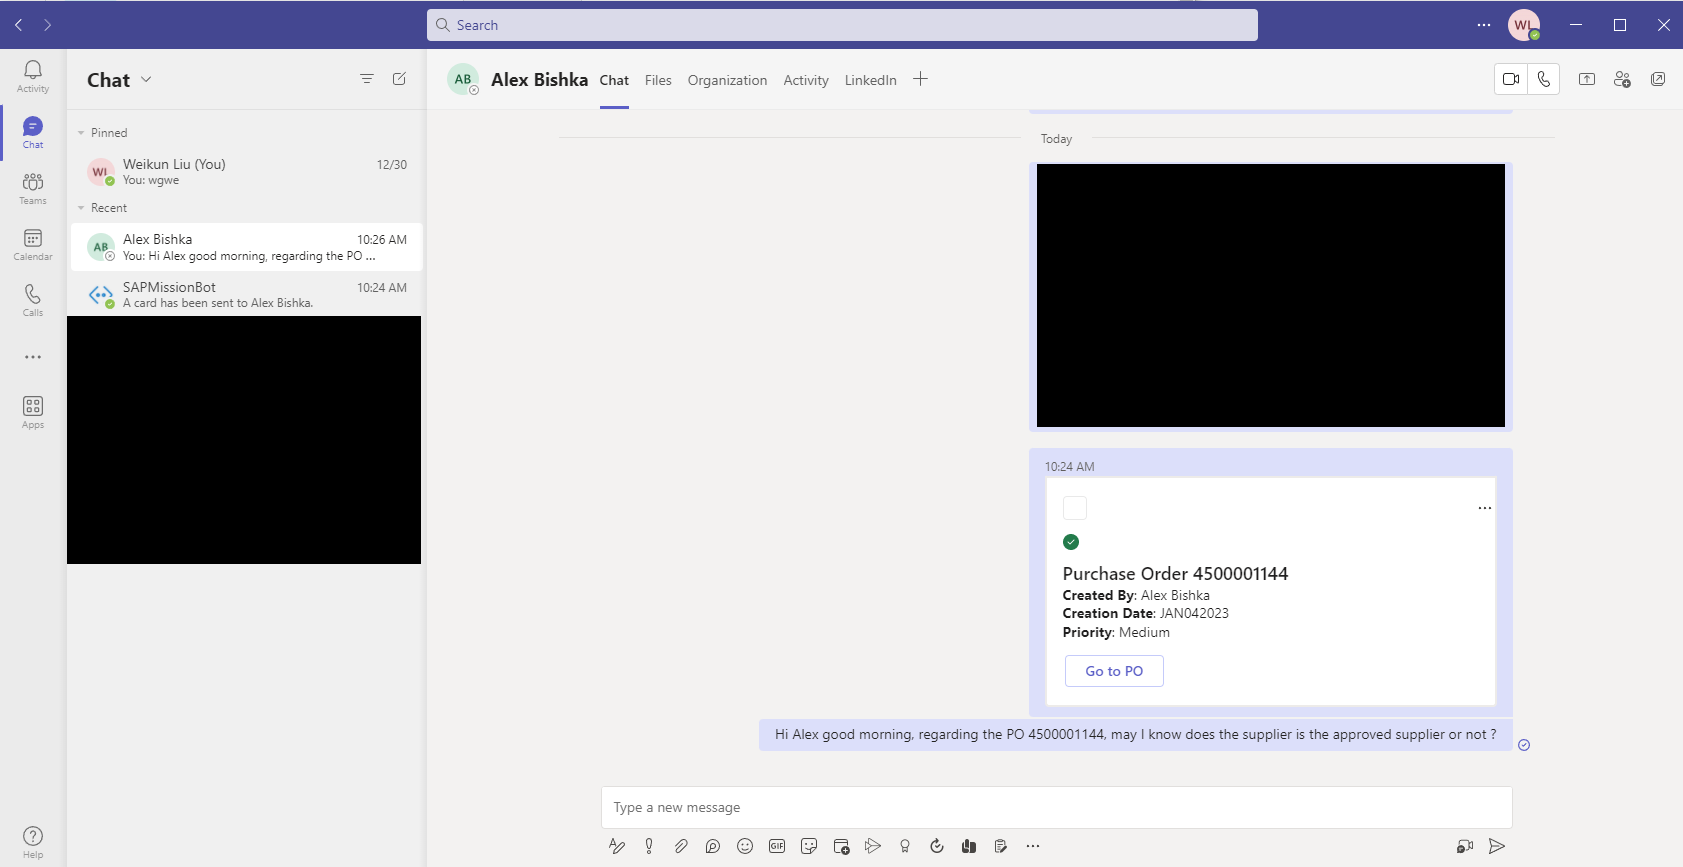 Search
WL
Activity
Chat
Teams
Calendar
Calls
Apps
Help
Chat
Pinned
WL
Weikun Liu (You)
12/30
You: wgwe
Recent
AB
Alex Bishka
10:26 AM
You: Hi Alex good morning, regarding the PO ...
SAPMissionBot
10:24 AM
A card has been sent to Alex Bishka.
AB
Alex Bishka
Chat
Files
Organization
Activity
LinkedIn
Today
10:24 AM
Purchase Order 4500001144
Created By: Alex Bishka
Creation Date: JAN042023
Priority: Medium
Go to PO
Hi Alex good morning, regarding the PO 4500001144, may I know does the supplier is the approved supplier or not ?
Type a new message
GIF